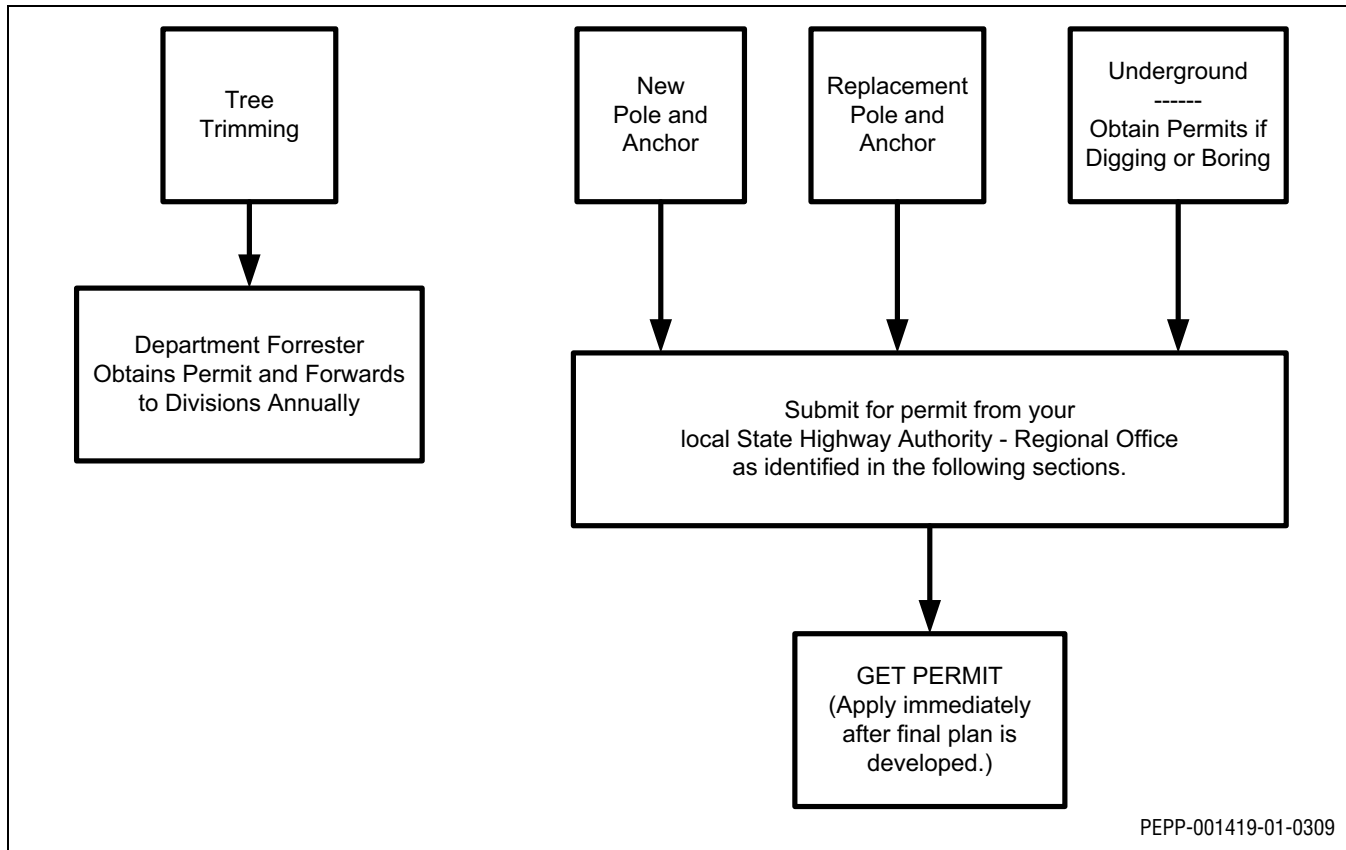 Tree
Trimming
New
Pole and
Anchor
Replacement
Pole and
Anchor
Underground
------
Obtain Permits if
Digging or Boring
Department Forrester
Obtains Permit and Forwards
to Divisions Annually
Submit for permit from your
local State Highway Authority - Regional Office
as identified in the following sections.
GET PERMIT
(Apply immediately
after final plan is
developed.)
PEPP-001419-01-0309